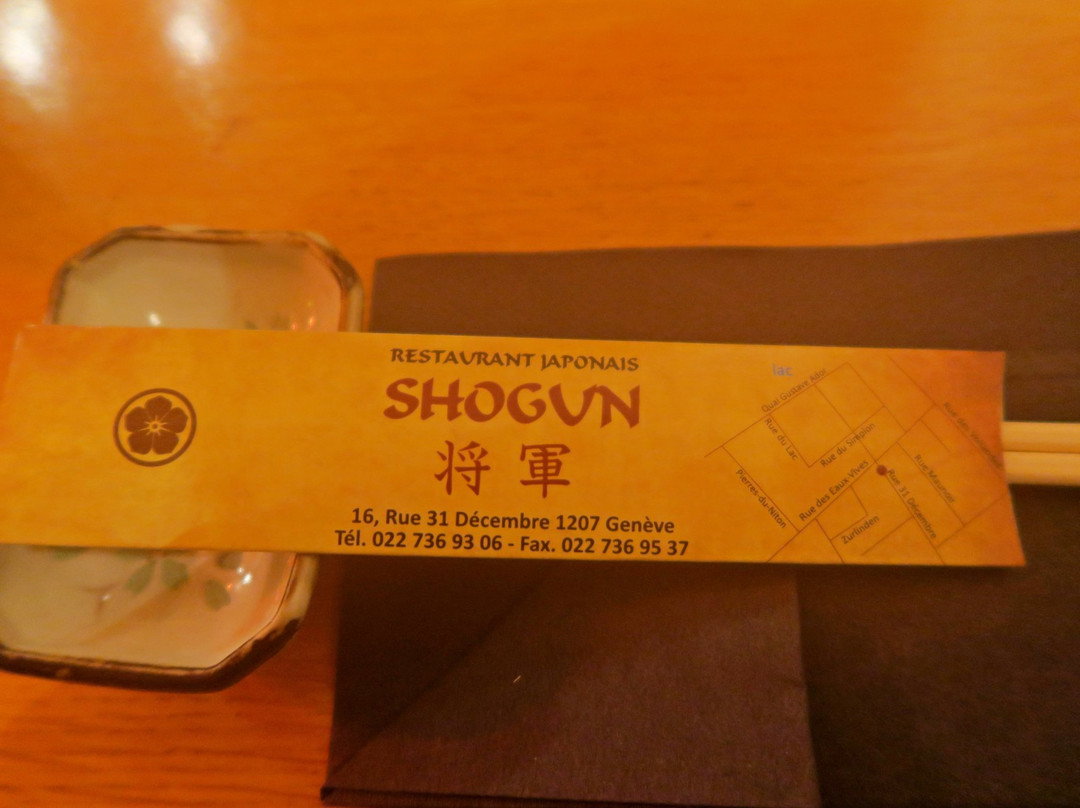 RESTAURANT JAPONAIS
SHOGUN
将軍
16, Rue 31 Décembre 1207 Genève
Tél. 022 736 93 06 - Fax. 022 736 95 37
lac
Quai Gustave Ador
Rue du Lac
Rue du Simplon
Pierres-du-Niton
Rue des Eaux Vives
Rue 31 Décembre
Zurlinden
Rue Maunoir
Rue des